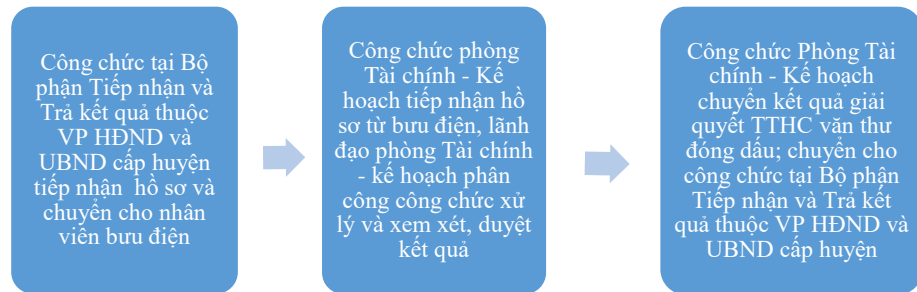 Công chức tại Bộ
phận Tiếp nhận và
Trả kết quả thuộc
VP HĐND và
UBND cấp huyện
tiếp nhận hồ sơ và
chuyển cho nhân
viên bưu điện
Công chức phòng
Tài chính - Kế
hoạch tiếp nhận hồ
sơ từ bưu điện, lãnh
đạo phòng Tài chính
- kế hoạch phân
công công chức xử
lý và xem xét, duyệt
kết quả
Công chức Phòng Tài
chính - Kế hoạch
chuyển kết quả giải
quyết TTHC văn thư
đóng dấu; chuyển cho
công chức tại Bộ phận
Tiếp nhận và Trả kết
quả thuộc VP HĐND và
UBND cấp huyện